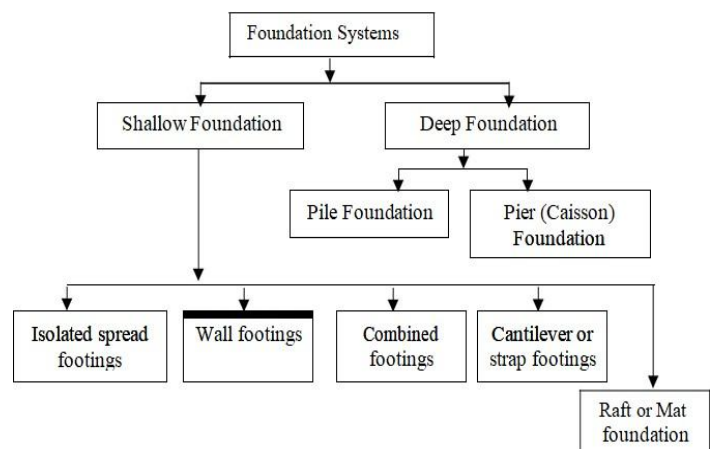 Foundation Systems
Shallow Foundation
Deep Foundation
Pile Foundation
Pier (Caisson)
Foundation
Isolated spread
footings
Wall footings
Combined
footings
Cantilever or
strap footings
Raft or Mat
foundation